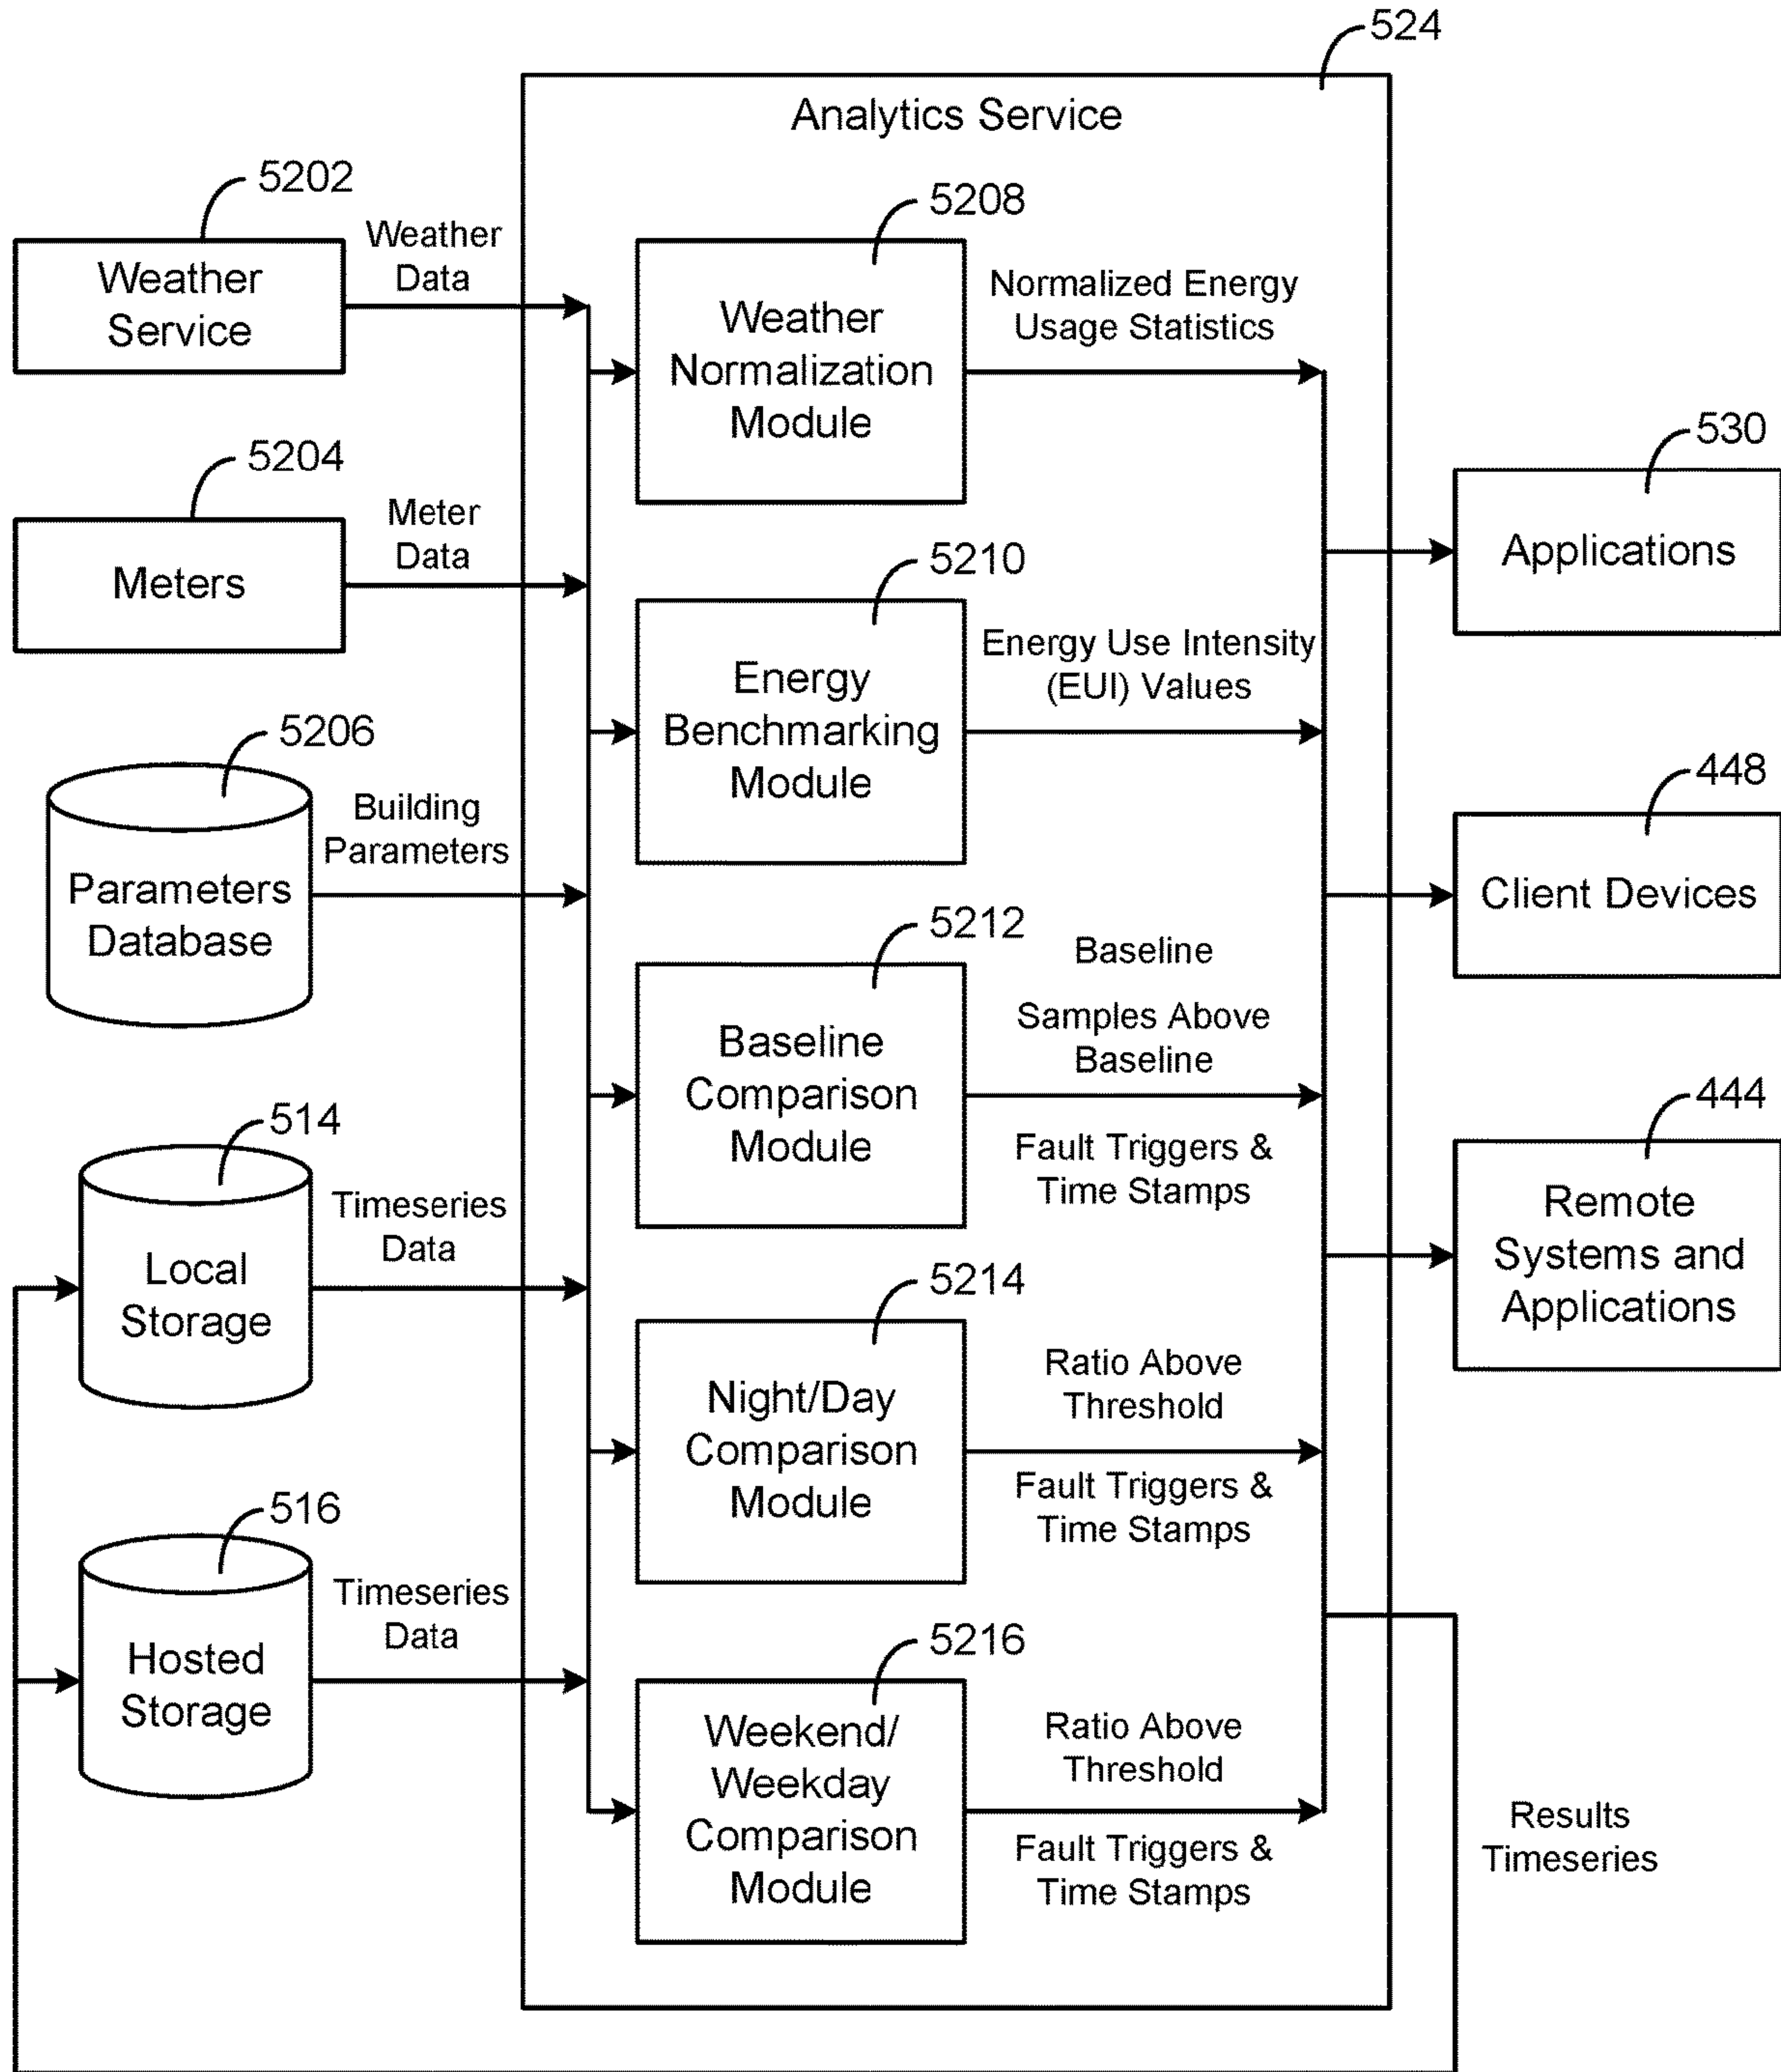 524
Analytics Service
5202
Weather
Service
Weather
Data
5204
Meters
Meter
Data
5206
Parameters
Database
Building
Parameters
514
Local
Storage
Timeseries
Data
516
Hosted
Storage
Timeseries
Data
5208
Weather
Normalization
Module
Normalized Energy
Usage Statistics
5210
Energy
Benchmarking
Module
Energy Use Intensity
(EUI) Values
5212
Baseline
Comparison
Module
Baseline
Samples Above
Baseline
Fault Triggers &
Time Stamps
5214
Night/Day
Comparison
Module
Ratio Above
Threshold
Fault Triggers &
Time Stamps
5216
Weekend/
Weekday
Comparison
Module
Ratio Above
Threshold
Fault Triggers &
Time Stamps
530
Applications
448
Client Devices
444
Remote
Systems and
Applications
Results
Timeseries